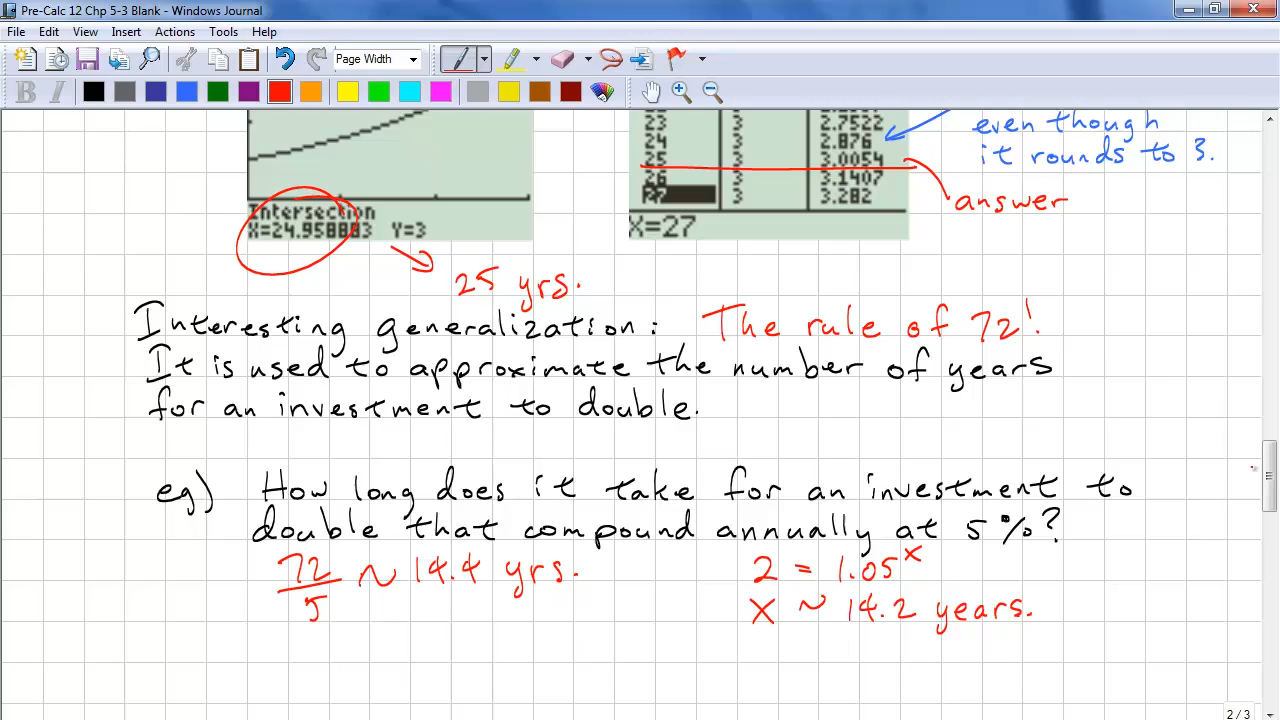 Pre-Calc 12 Chp 5-3 Blank - Windows Journal
File Edit View Insert Actions Tools Help
Page Width
B I
23 3 2.7522
24 3 2.876
25 3 3.0054
26 3 3.1407
27 3 3.282
X=27
even though
it rounds to 3.
answer
Intersection
X=24.958883 Y=3
25 yrs.
Interesting generalization: The rule of 72!
It is used to approximate the number of years
for an investment to double.
eg) How long does it take for an investment to
double that compound annually at 5%?
72/5 ~ 14.4 yrs.
2 = 1.05^x
x ~ 14.2 years.
2/3